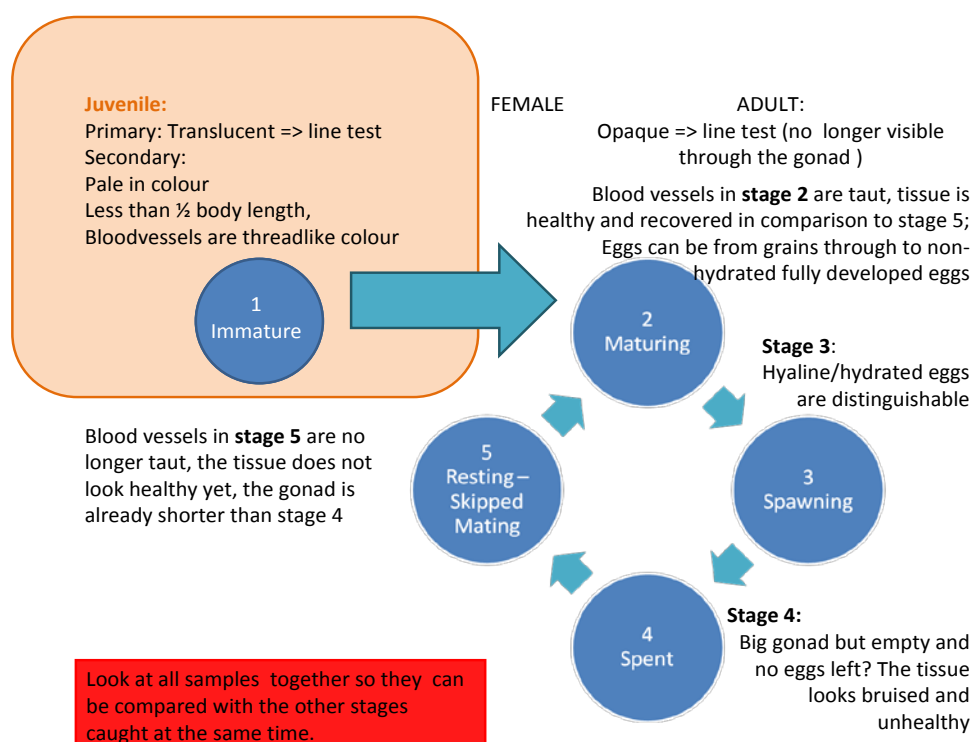 Juvenile:
Primary: Translucent => line test
Secondary:
Pale in colour
Less than ½ body length,
Bloodvessels are threadlike colour
1
Immature
FEMALE
ADULT:
Opaque => line test (no longer visible
through the gonad )
Blood vessels in stage 2 are taut, tissue is
healthy and recovered in comparison to stage 5;
Eggs can be from grains through to non-
hydrated fully developed eggs
2
Maturing
Stage 3:
Hyaline/hydrated eggs
are distinguishable
3
Spawning
Blood vessels in stage 5 are no
longer taut, the tissue does not
look healthy yet, the gonad is
already shorter than stage 4
5
Resting –
Skipped
Mating
4
Spent
Stage 4:
Big gonad but empty and
no eggs left? The tissue
looks bruised and
unhealthy
Look at all samples together so they can
be compared with the other stages
caught at the same time.